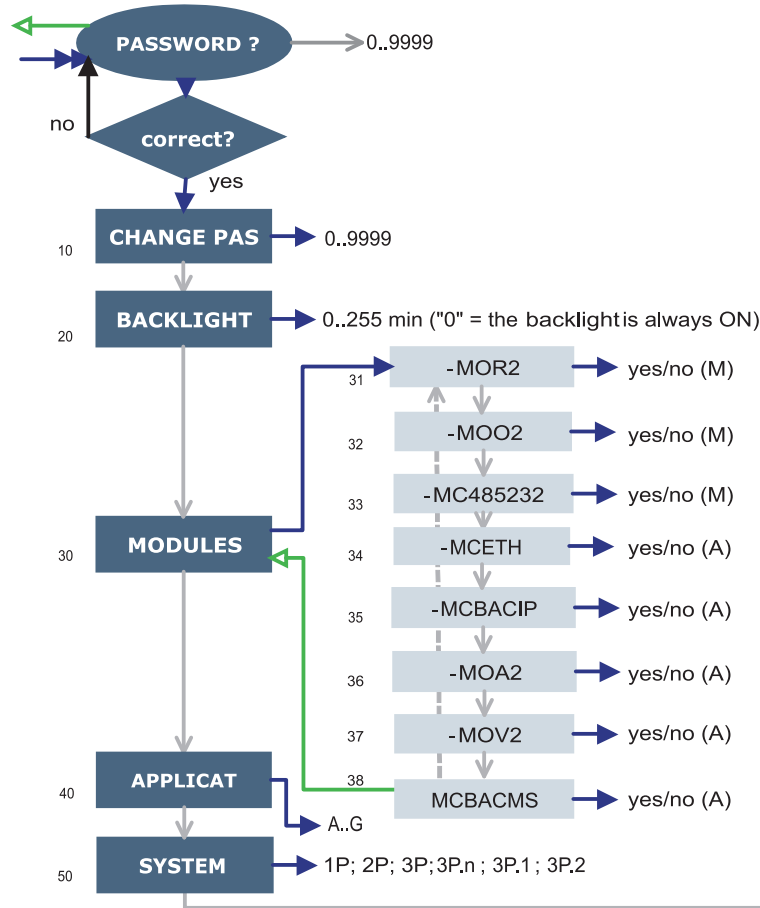 PASSWORD ?
0..9999
no
correct?
yes
10
CHANGE PAS
0..9999
20
BACKLIGHT
0..255 min ("0" = the backlight is always ON)
31
-MOR2
yes/no (M)
32
-MOO2
yes/no (M)
33
-MC485232
yes/no (M)
30
MODULES
34
-MCETH
yes/no (A)
35
-MCBACIP
yes/no (A)
36
-MOA2
yes/no (A)
37
-MOV2
yes/no (A)
38
MCBACMS
yes/no (A)
40
APPLICAT
A..G
50
SYSTEM
1P; 2P; 3P;3P.n ; 3P.1 ; 3P.2